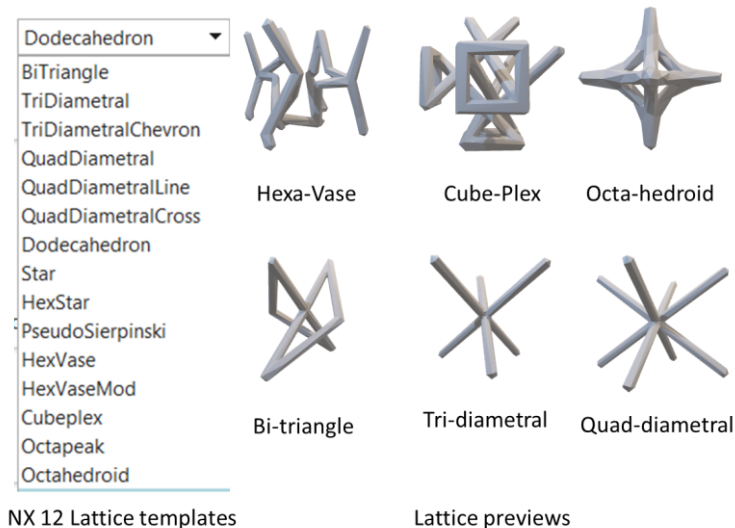 Dodecahedron
BiTriangle
TriDiametral
TriDiametralChevron
QuadDiametral
QuadDiametralLine
QuadDiametralCross
Dodecahedron
Star
HexStar
PseudoSierpinski
HexVase
HexVaseMod
Cubeplex
Octapeak
Octahedroid
NX 12 Lattice templates
Hexa-Vase
Cube-Plex
Octa-hedroid
Bi-triangle
Tri-diametral
Quad-diametral
Lattice previews